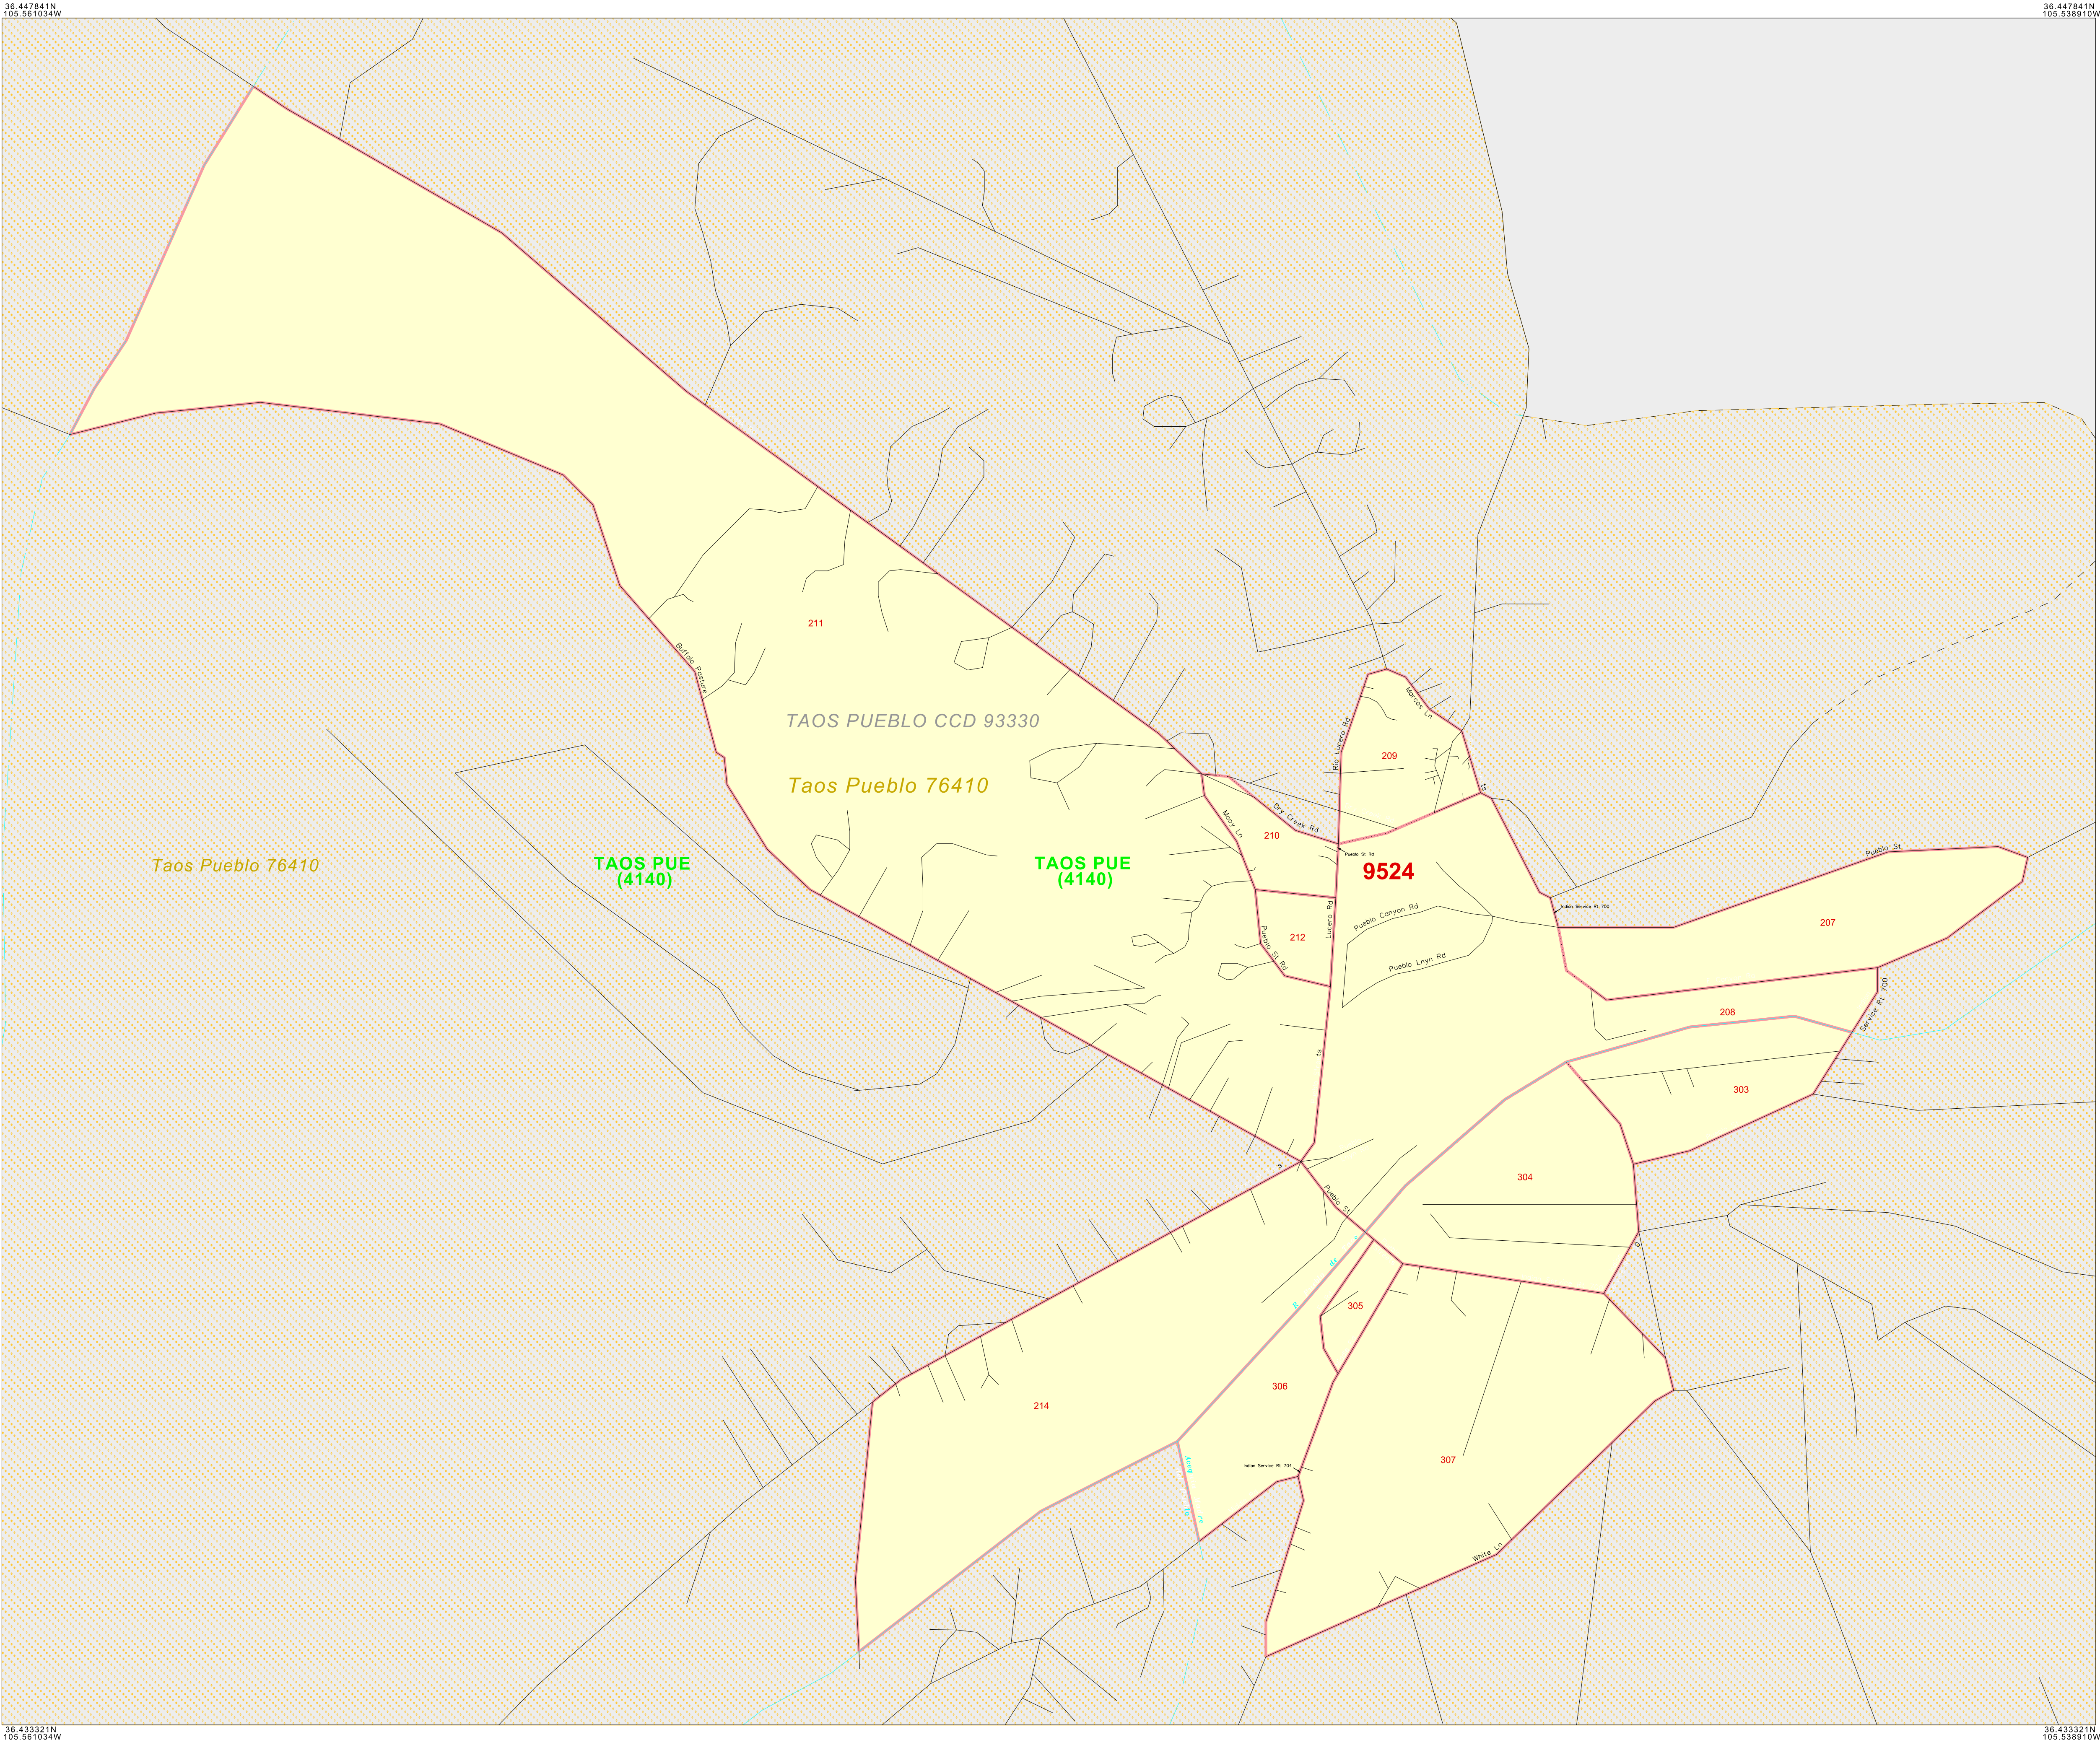 36.447841N
105.561034W
36.447841N
105.538910W
211
Buffalo Pasture
TAOS PUEBLO CCD 93330
Taos Pueblo 76410
Taos Pueblo 76410
TAOS PUE
(4140)
TAOS PUE
(4140)
Marcos Ln
Rio Lucero Rd
209
ts
Dry Creek Rd
Mooy Ln
210
Pueblo St Rd
9524
Pueblo St
Pueblo Canyon Rd
Indian Service Rt 700
207
Lucero Rd
212
Pueblo St Rd
Pueblo Lnyn Rd
Service Rt 700
208
ts
303
s
304
Pueblo St
O
305
306
214
307
Indian Service Rt 704
White Ln
36.433321N
105.561034W
36.433321N
105.538910W